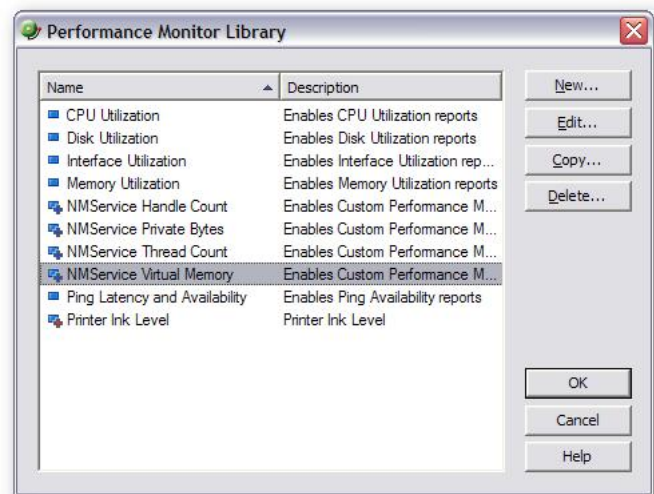 Performance Monitor Library
Name Description
CPU Utilization Enables CPU Utilization reports
Disk Utilization Enables Disk Utilization reports
Interface Utilization Enables Interface Utilization rep...
Memory Utilization Enables Memory Utilization reports
NMService Handle Count Enables Custom Performance M...
NMService Private Bytes Enables Custom Performance M...
NMService Thread Count Enables Custom Performance M...
NMService Virtual Memory Enables Custom Performance M...
Ping Latency and Availability Enables Ping Availability reports
Printer Ink Level Printer Ink Level
New...
Edit...
Copy...
Delete...
OK
Cancel
Help